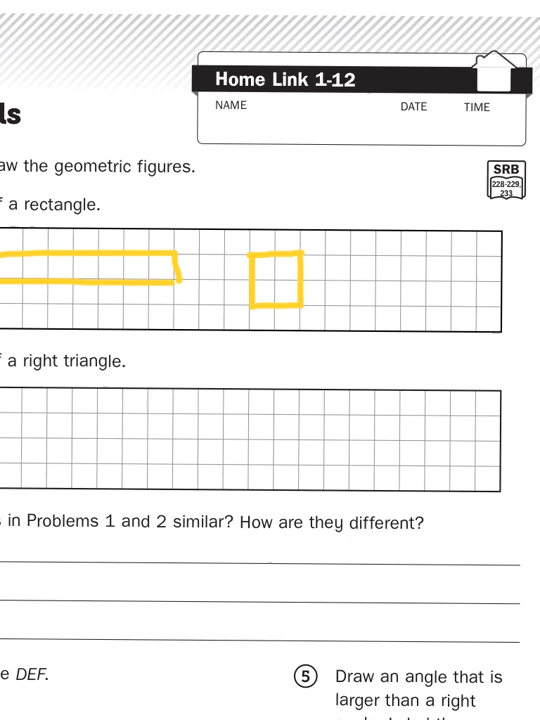 Home Link 1-12
NAME DATE TIME
ls
aw the geometric figures.
SRB
228-229,
233
f a rectangle.
f a right triangle.
s in Problems 1 and 2 similar? How are they different?
e DEF.
5 Draw an angle that is
larger than a right